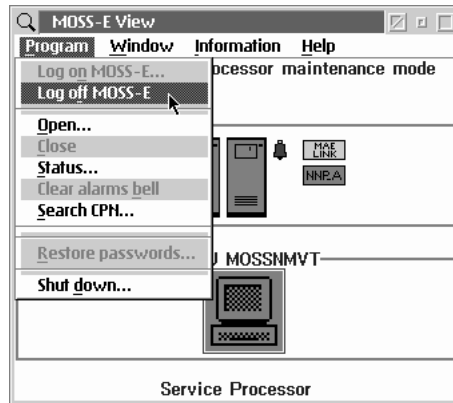 MOSS-E View
Program Window Information Help
Log on MOSS-E...
ocessor maintenance mode
Log off MOSS-E
Open...
Close
Status...
Clear alarms bell
Search CPN...
MAE
LINK
NNPA
Restore passwords...
MOSSNMVT
Shut down...
Service Processor